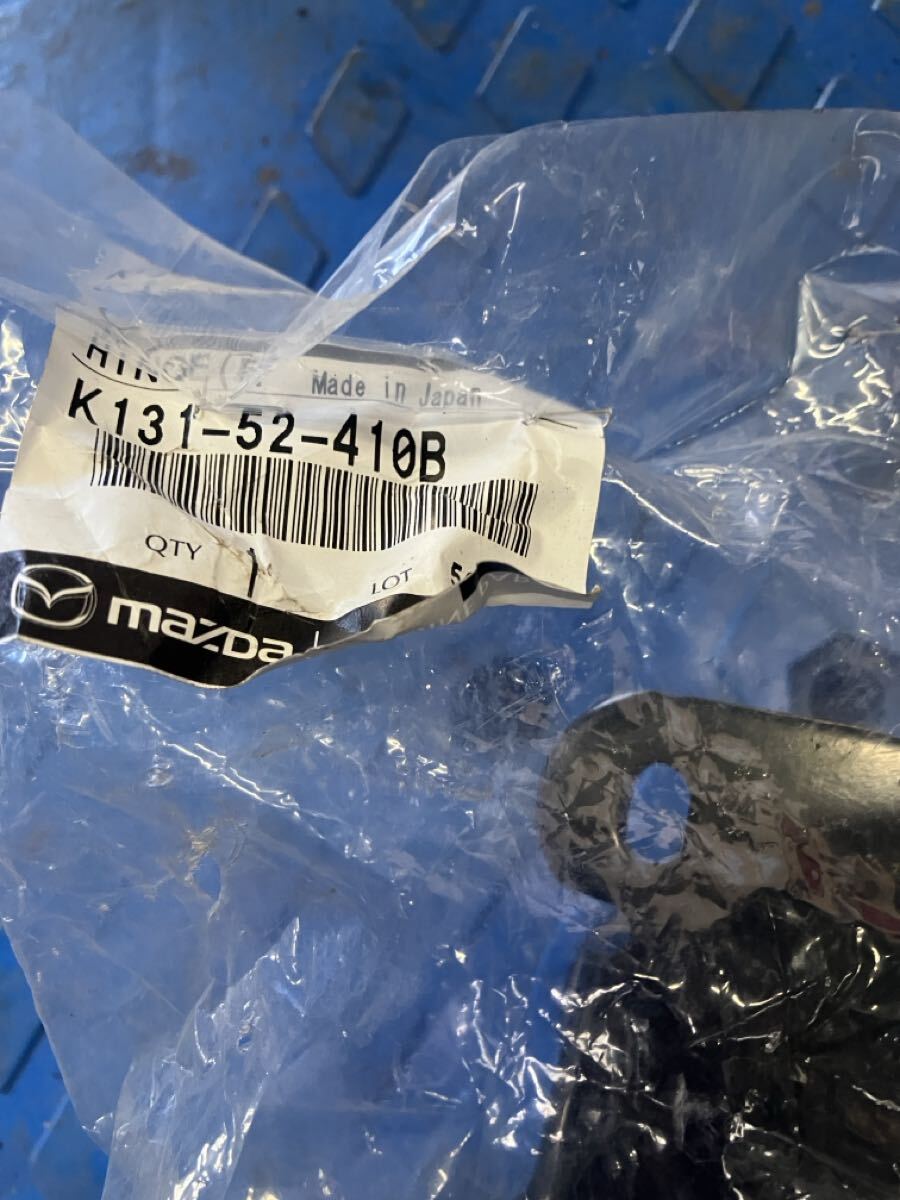 Made in Japan
K131-52-410B
QTY 1
LOT
mazda